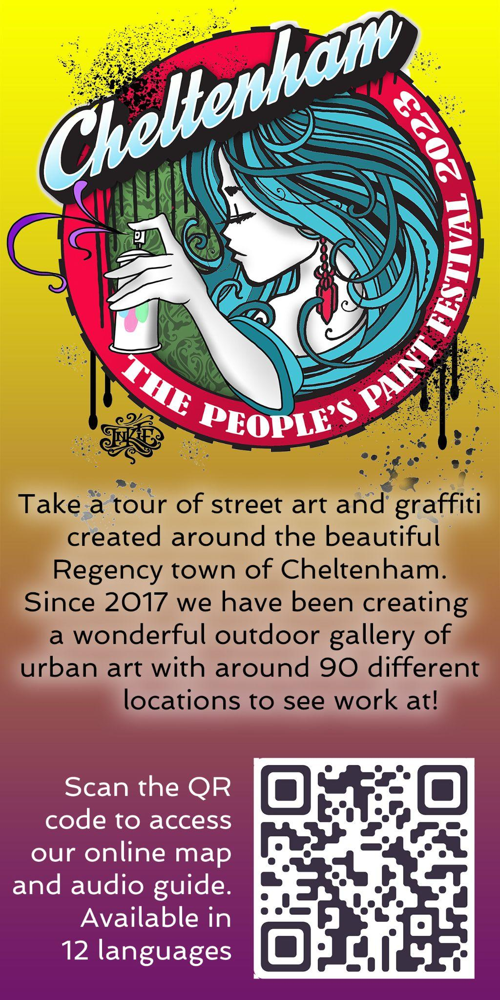 Cheltenham
THE PEOPLE'S PAINT FESTIVAL 2023
INKIE
Take a tour of street art and graffiti
created around the beautiful
Regency town of Cheltenham.
Since 2017 we have been creating
a wonderful outdoor gallery of
urban art with around 90 different
locations to see work at!
Scan the QR
code to access
our online map
and audio guide.
Available in
12 languages